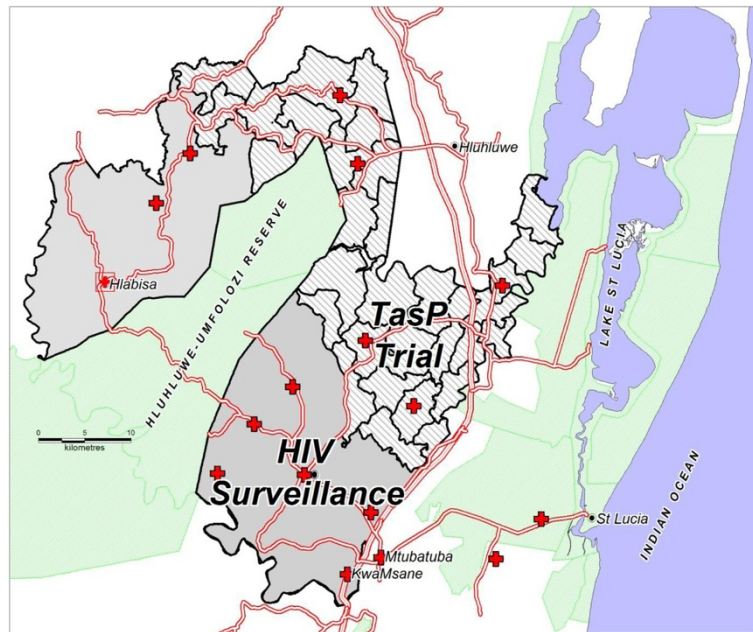 Hluhluwe
HLUHLUWE-UMFOLOZI RESERVE
Hlabisa
LAKE ST LUCIA
TasP
Trial
0 5 10
kilometres
HIV
Surveillance
INDIAN OCEAN
St Lucia
Mtubatuba
KwaMsane